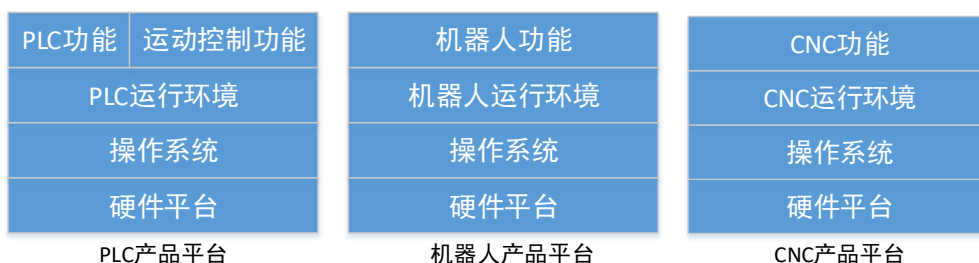 PLC功能 运动控制功能
PLC运行环境
操作系统
硬件平台
PLC产品平台
机器人功能
机器人运行环境
操作系统
硬件平台
机器人产品平台
CNC功能
CNC运行环境
操作系统
硬件平台
CNC产品平台